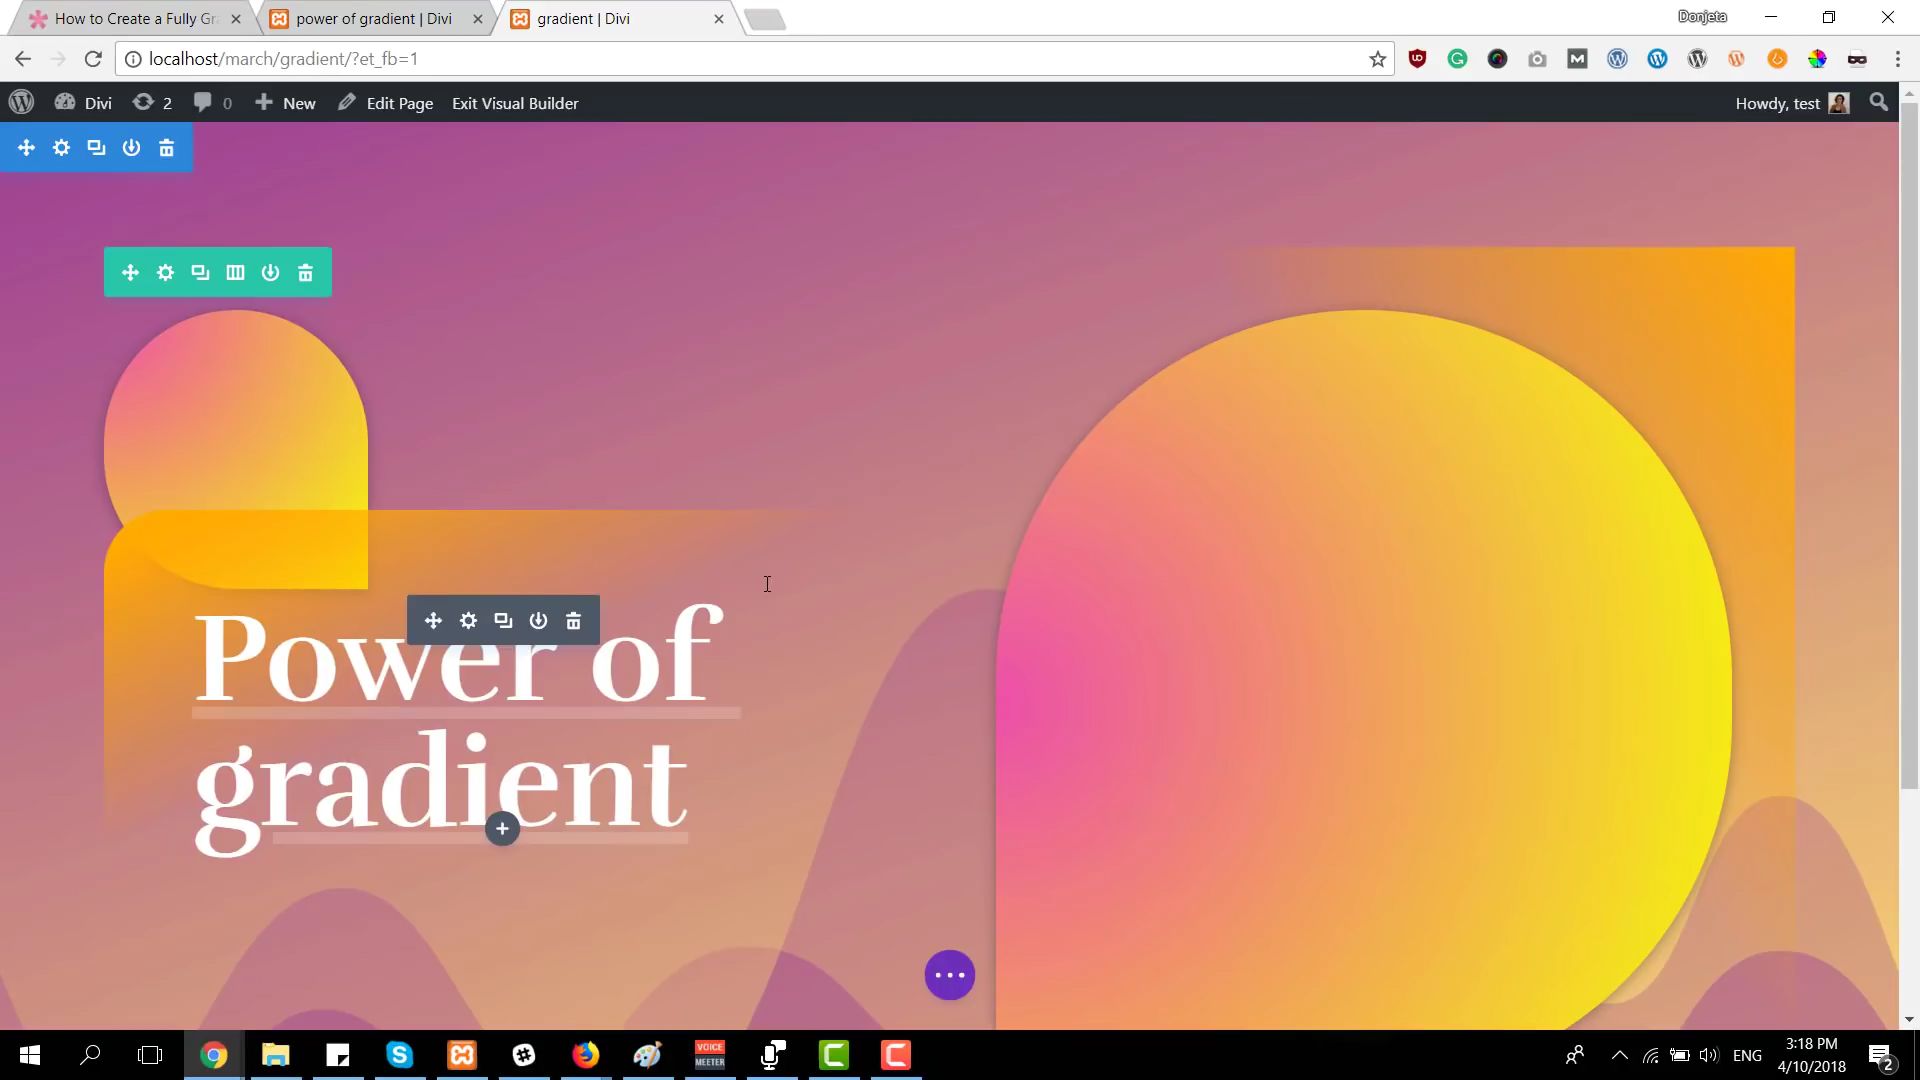 How to Create a Fully Gr
power of gradient | Divi
gradient | Divi
Donjeta
localhost/march/gradient/?et_fb=1
Divi 2 0 New Edit Page Exit Visual Builder Howdy, test
Power of
gradient
VOICE
MEETER
ENG
3:18 PM
4/10/2018
2